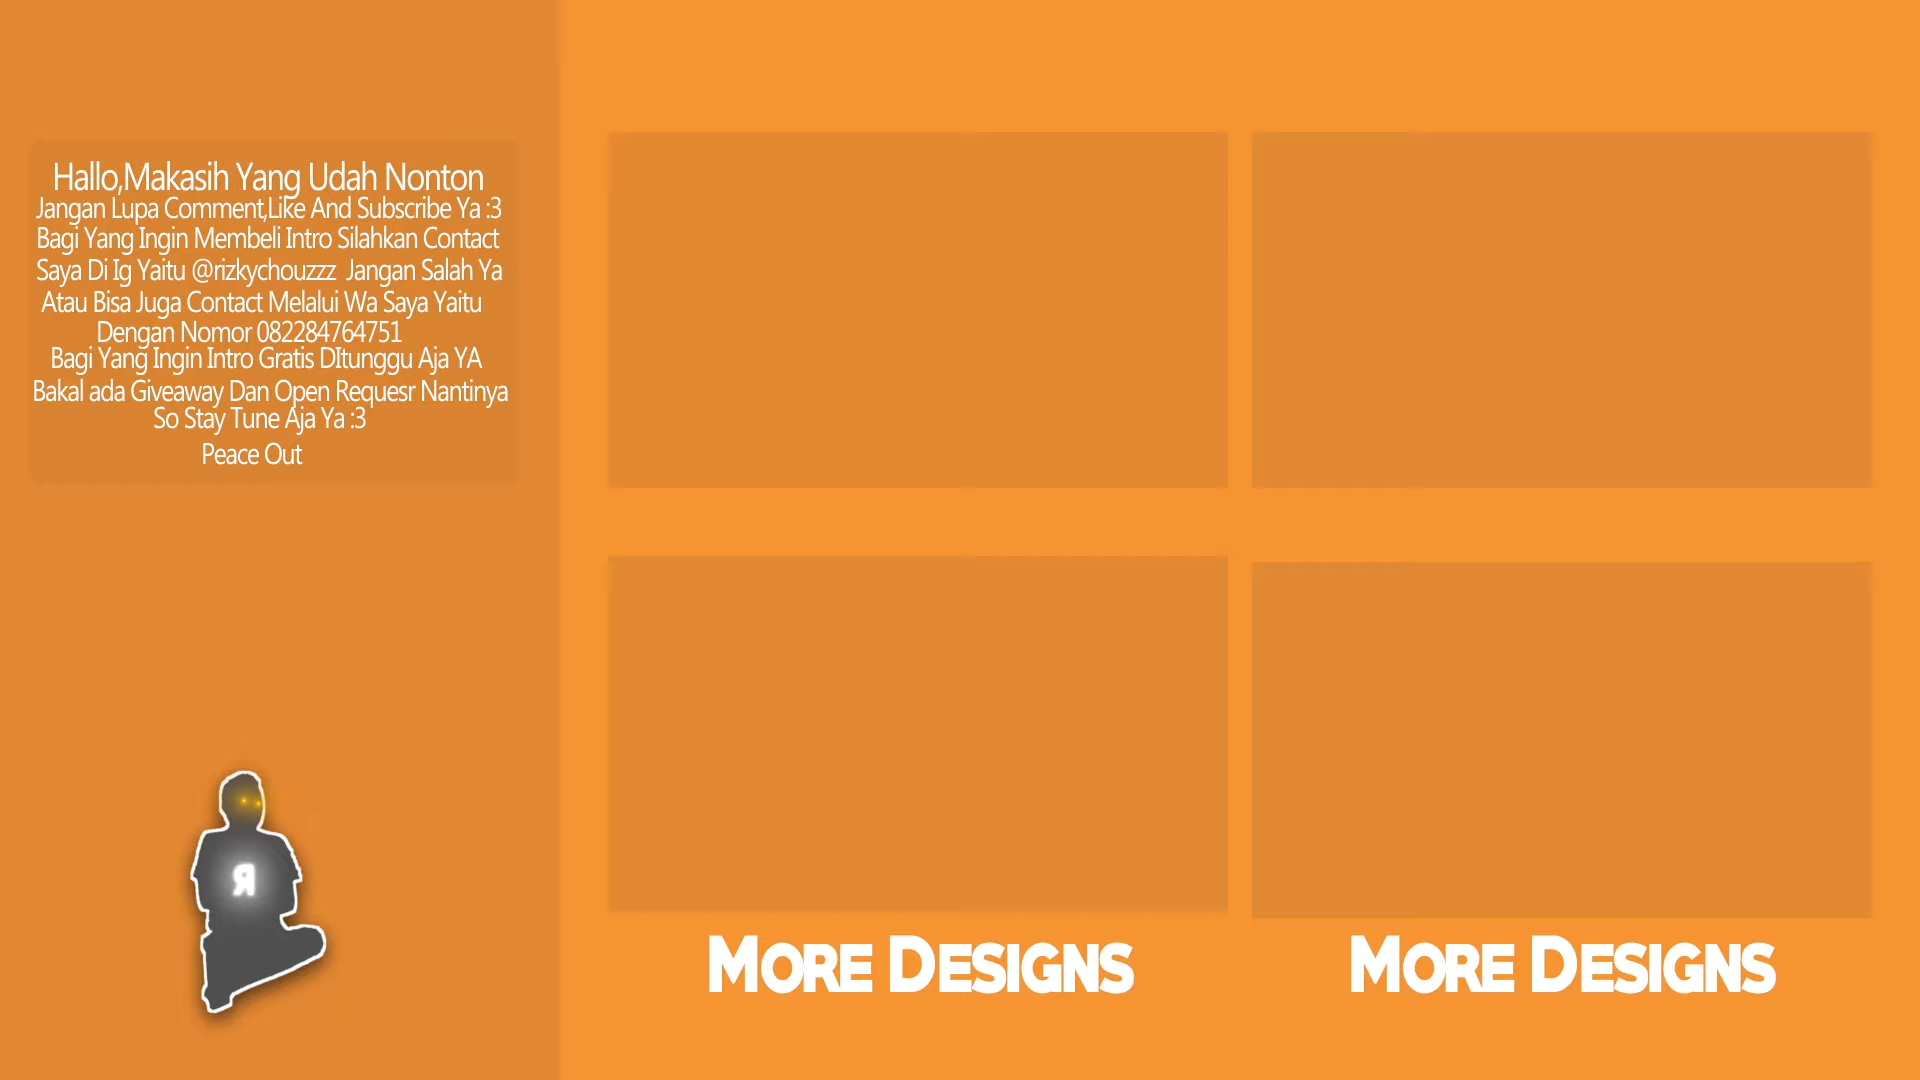 Hallo,Makasih Yang Udah Nonton
Jangan Lupa Comment,Like And Subscribe Ya :3
Bagi Yang Ingin Membeli Intro Silahkan Contact
Saya Di Ig Yaitu @rizkychouzzz  Jangan Salah Ya
Atau Bisa Juga Contact Melalui Wa Saya Yaitu
Dengan Nomor 082284764751
Bagi Yang Ingin Intro Gratis DItunggu Aja YA
Bakal ada Giveaway Dan Open Requesr Nantinya
So Stay Tune Aja Ya :3
Peace Out
Я
More Designs
More Designs